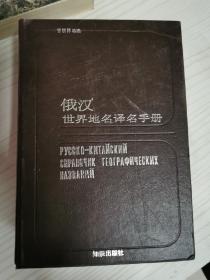 俄汉
世界地名译名手册
РУССКО-КИТАЙСКИЙ
СПРАВОЧНИК ГЕОГРАФИЧЕСКИХ
НАЗВАНИЙ
知识出版社